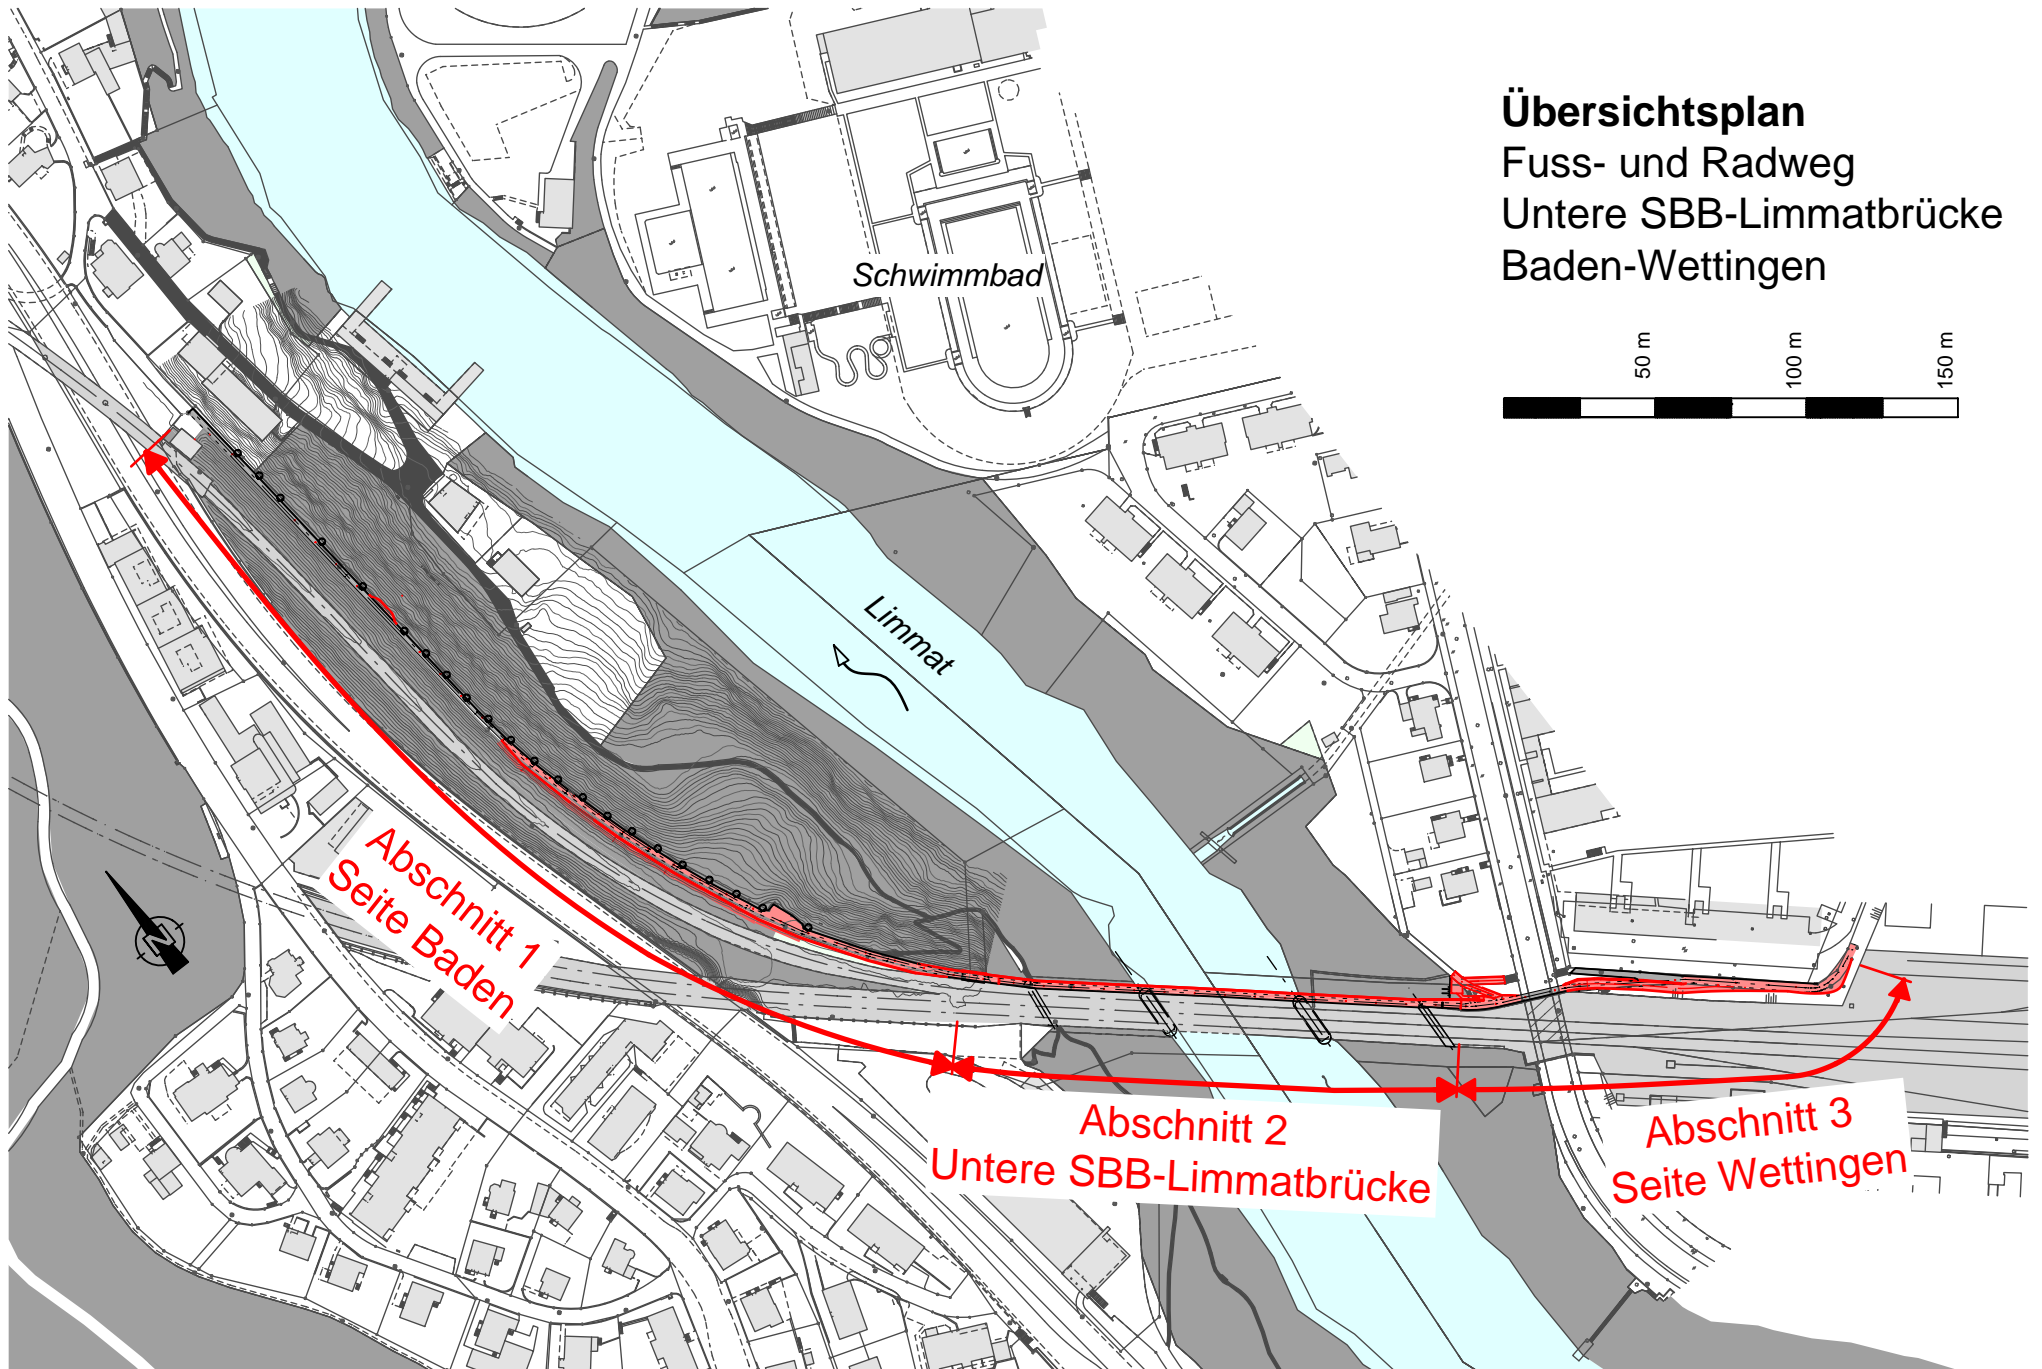 Übersichtsplan
Fuss- und Radweg
Untere SBB-Limmatbrücke
Baden-Wettingen
50 m
100 m
150 m
Schwimmbad
Limmat
Abschnitt 1
Seite Baden
N
Abschnitt 2
Untere SBB-Limmatbrücke
Abschnitt 3
Seite Wettingen